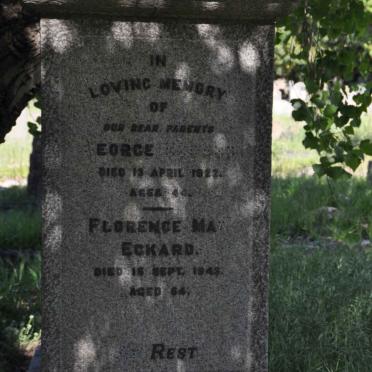 IN
LOVING MEMORY
OF
OUR DEAR PARENTS
EORGE
DIED 13 APRIL 1922.
AGED 44.
FLORENCE MA
ECKARD.
DIED 16 SEPT. 1943.
AGED 64.
REST